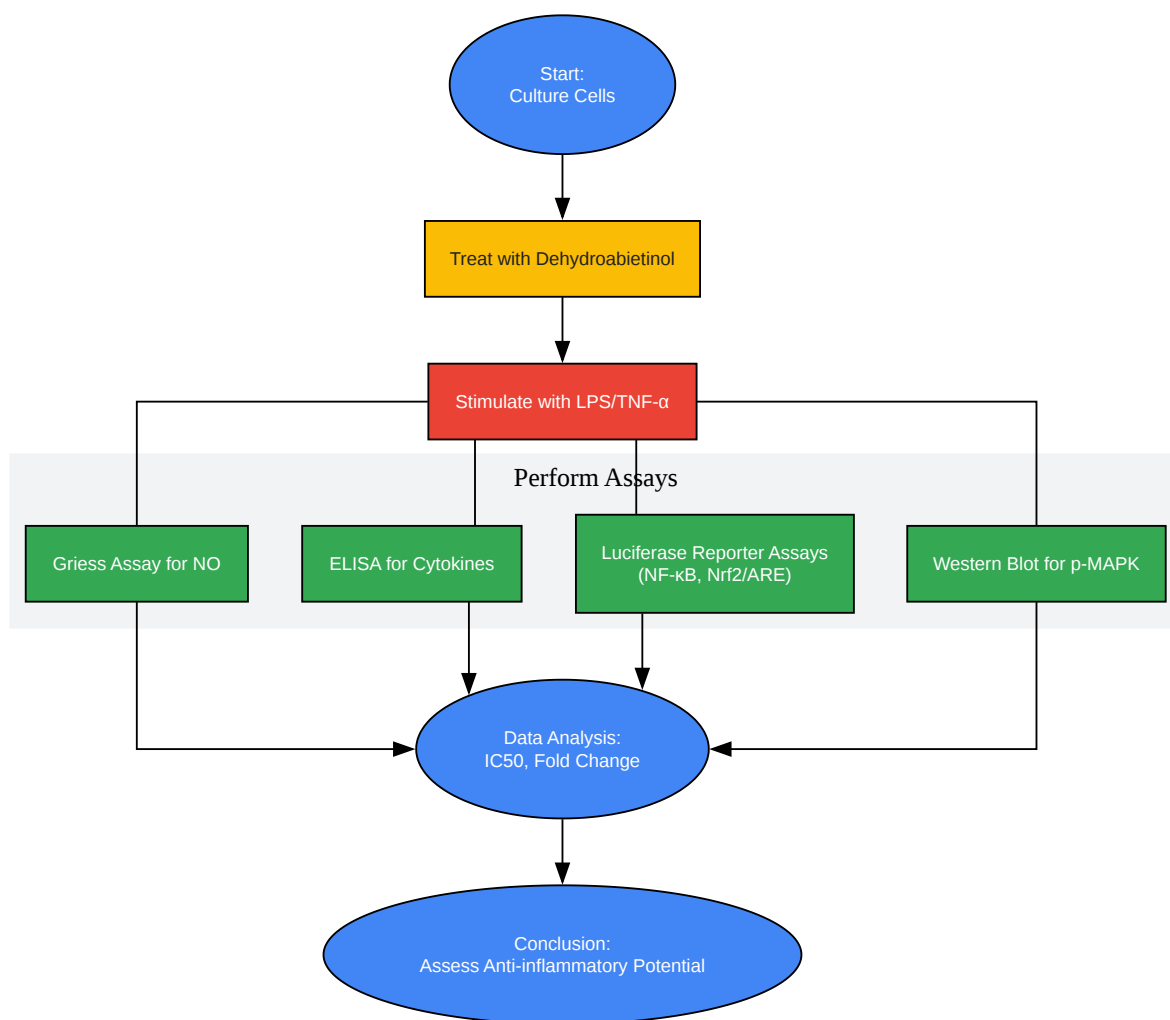 Start:
Culture Cells
Treat with Dehydroabietinol
Stimulate with LPS/TNF-α
Perform Assays
Griess Assay for NO
ELISA for Cytokines
Luciferase Reporter Assays
(NF-κB, Nrf2/ARE)
Western Blot for p-MAPK
Data Analysis:
IC50, Fold Change
Conclusion:
Assess Anti-inflammatory Potential